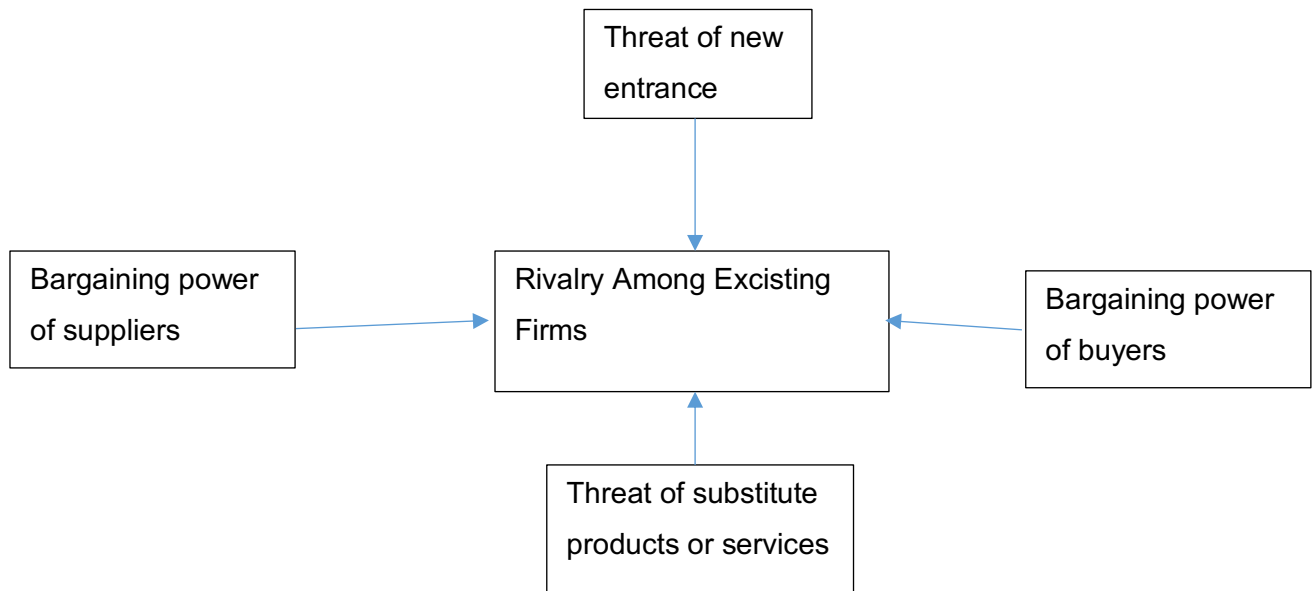 Threat of new
entrance
Bargaining power
of suppliers
Rivalry Among Excisting
Firms
Bargaining power
of buyers
Threat of substitute
products or services